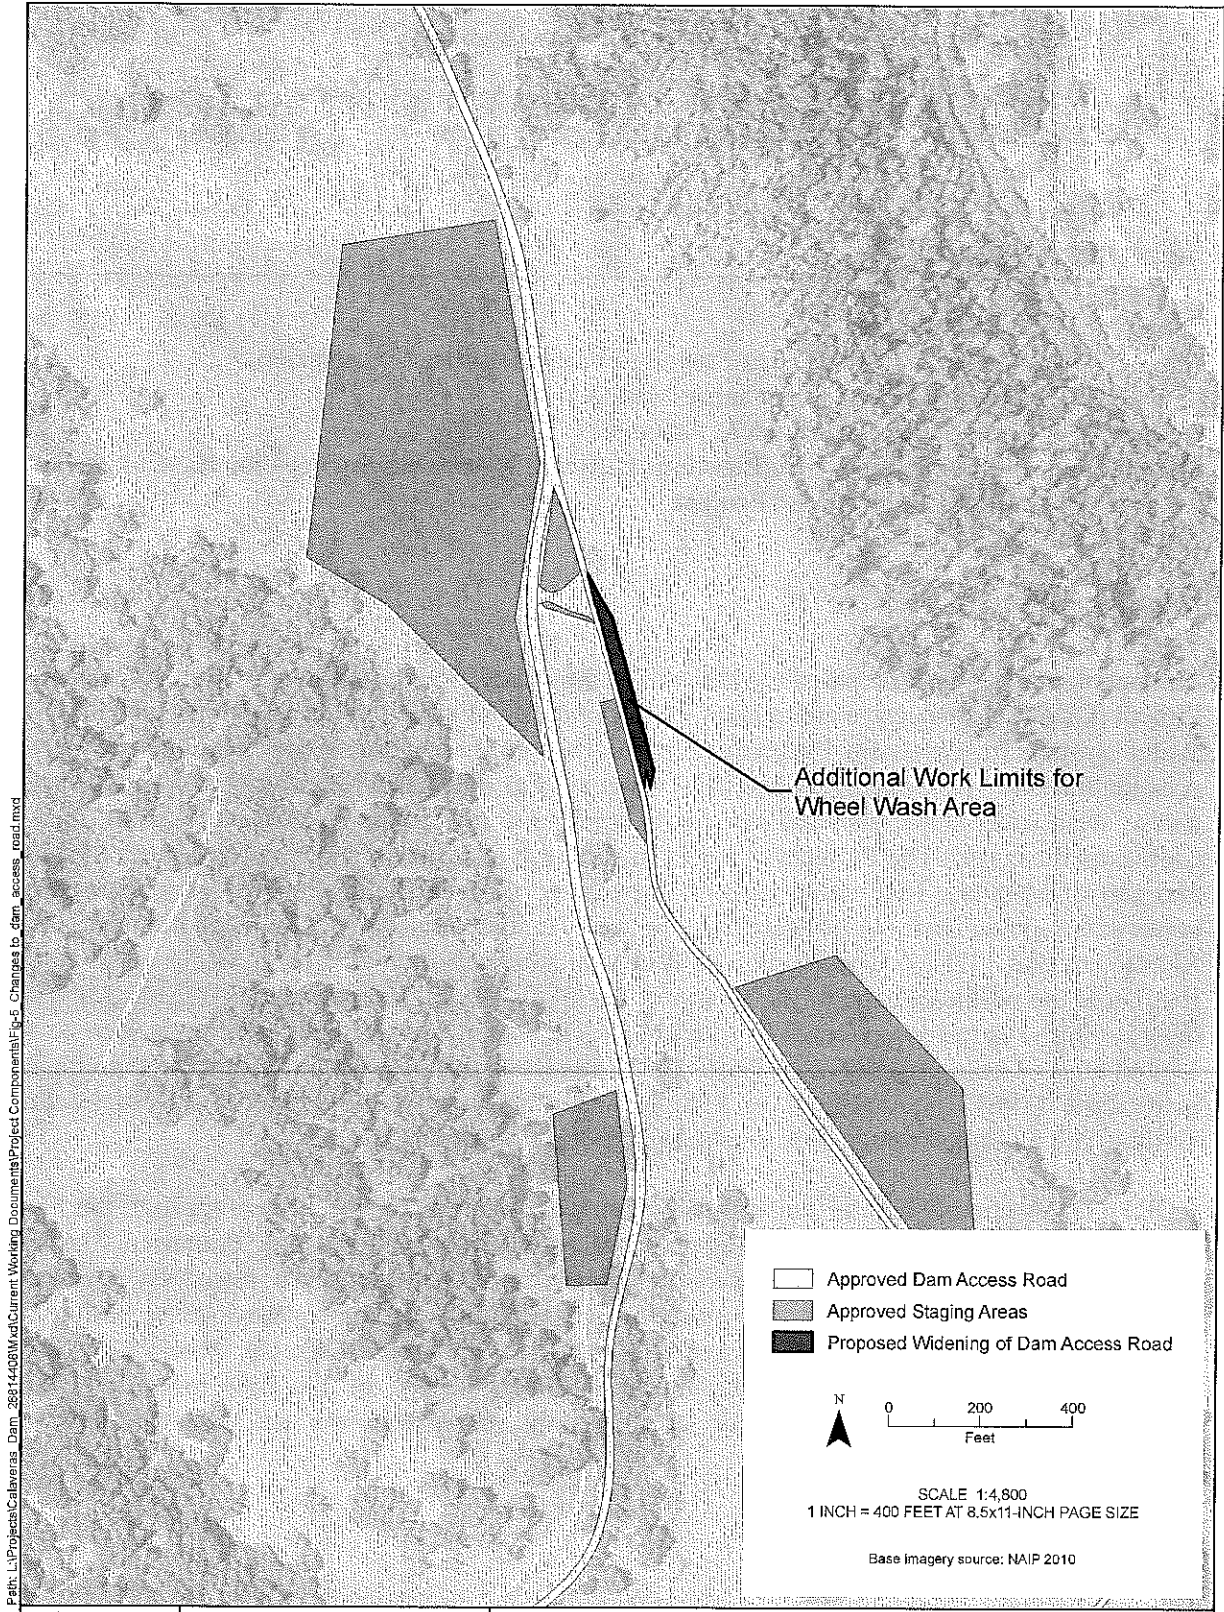 Additional Work Limits for
Wheel Wash Area
Approved Dam Access Road
Approved Staging Areas
Proposed Widening of Dam Access Road
N
0 200 400
Feet
SCALE 1:4,800
1 INCH = 400 FEET AT 8.5x11-INCH PAGE SIZE
Base imagery source: NAIP 2010
Path: L:\Projects\Calaveras_Dam_26814406\Mxd\Current Working Documents\Project Components\Fig-5_Changes to_dam_access_road.mxd